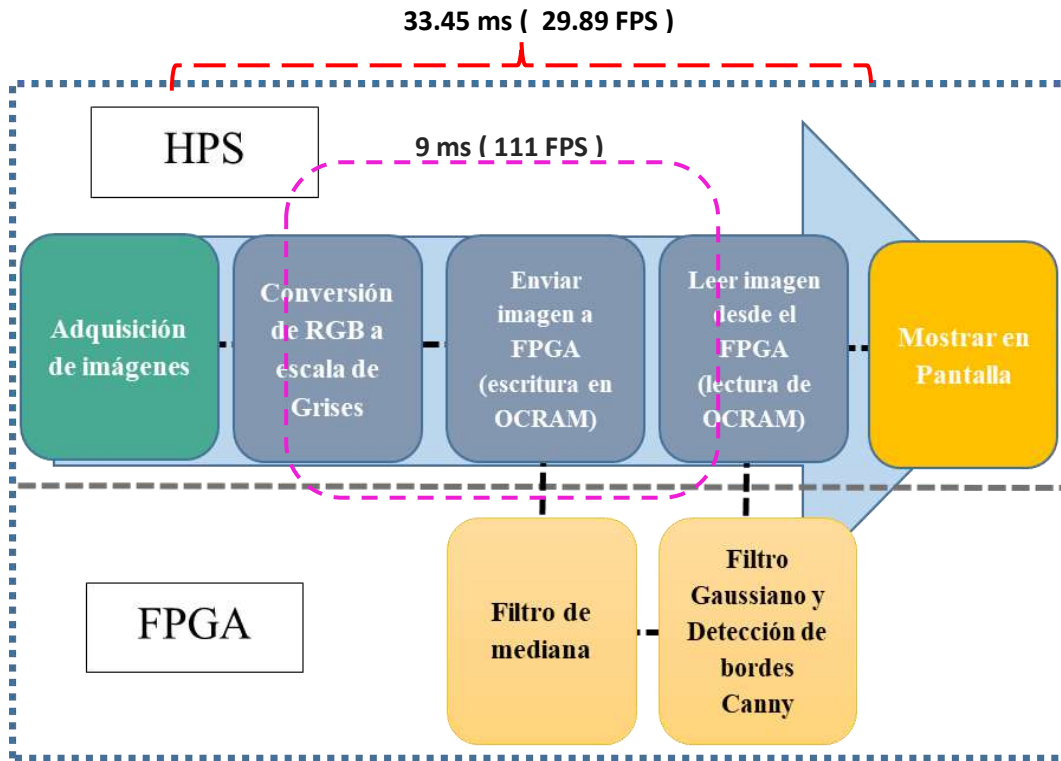 33.45 ms ( 29.89 FPS )
HPS
9 ms ( 111 FPS )
Adquisición
de imágenes
Conversión
de RGB a
escala de
Grises
Enviar
imagen a
FPGA
(escritura en
OCRAM)
Leer imagen
desde el
FPGA
(lectura de
OCRAM)
Mostrar en
Pantalla
FPGA
Filtro de
mediana
Filtro
Gaussiano y
Detección de
bordes
Canny